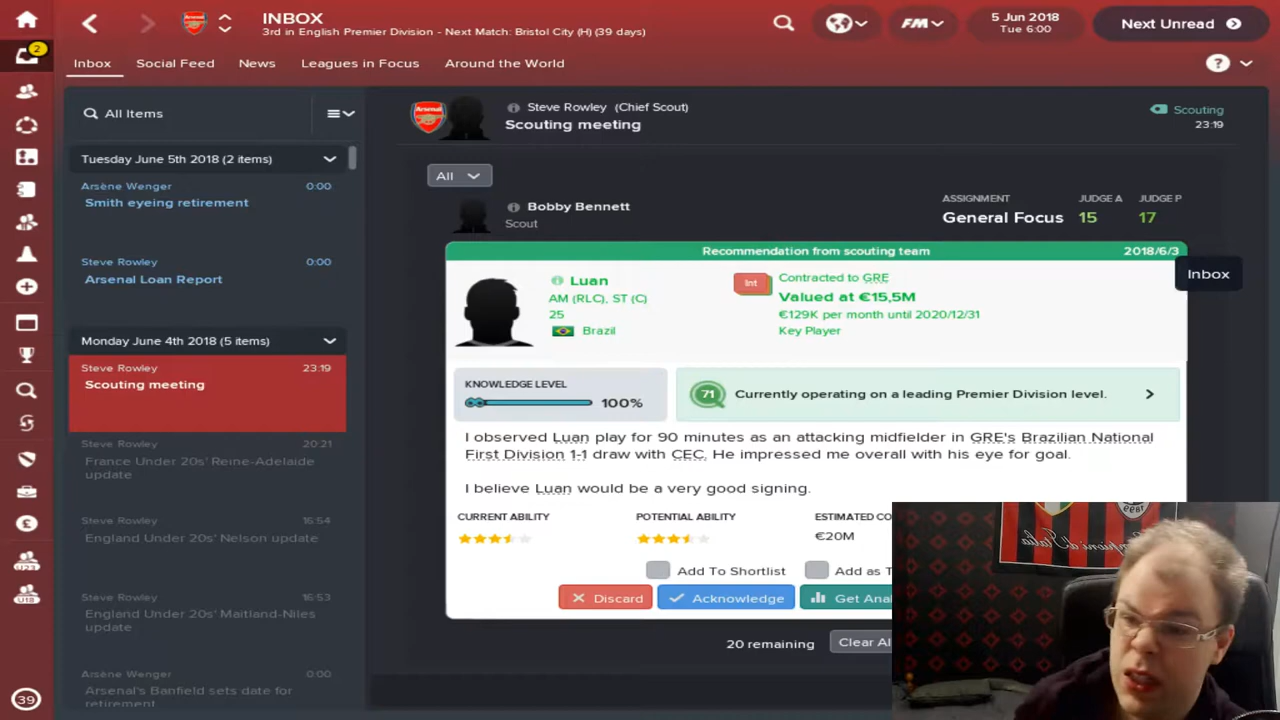 INBOX
3rd in English Premier Division - Next Match: Bristol City (H) (39 days)
FM
5 Jun 2018
Tue 6:00
Next Unread
2
Inbox
Social Feed
News
Leagues in Focus
Around the World
?
All Items
Tuesday June 5th 2018 (2 items)
Arsène Wenger 0:00
Smith eyeing retirement
Steve Rowley 0:00
Arsenal Loan Report
Monday June 4th 2018 (5 items)
Steve Rowley 23:19
Scouting meeting
Steve Rowley 20:21
France Under 20s' Reine-Adelaide
update
Steve Rowley 16:54
England Under 20s' Nelson update
Steve Rowley 16:53
England Under 20s' Maitland-Niles
update
Arsène Wenger 0:00
Arsenal's Banfield sets date for
retirement
U23
U18
39
Arsenal
Steve Rowley (Chief Scout)
Scouting meeting
Scouting
23:19
All
Bobby Bennett
Scout
ASSIGNMENT
General Focus
JUDGE A
15
JUDGE P
17
Recommendation from scouting team
2018/6/3
Inbox
Luan
AM (RLC), ST (C)
25
Brazil
Int
Contracted to GRE
Valued at €15,5M
€129K per month until 2020/12/31
Key Player
KNOWLEDGE LEVEL
100%
71
Currently operating on a leading Premier Division level.
I observed Luan play for 90 minutes as an attacking midfielder in GRE's Brazilian National
First Division 1-1 draw with CEC. He impressed me overall with his eye for goal.
I believe Luan would be a very good signing.
CURRENT ABILITY
POTENTIAL ABILITY
ESTIMATED CO
€20M
Add To Shortlist
Add as T
Discard
Acknowledge
Get Anal
20 remaining
Clear Al
1899